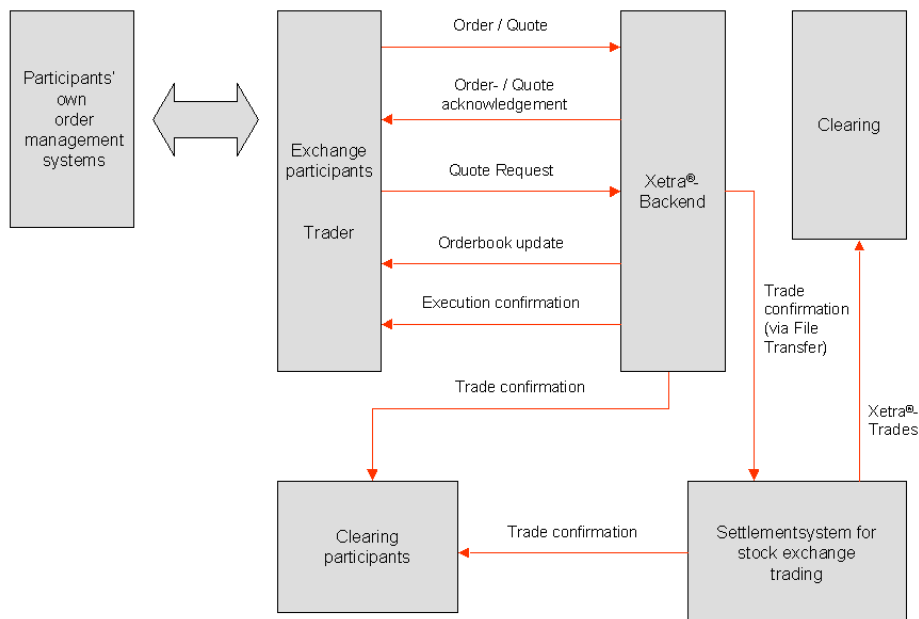 Participants'
own
order
management
systems
Order / Quote
Order- / Quote
acknowledgement
Exchange
participants
Trader
Quote Request
Orderbook update
Execution confirmation
Xetra®-
Backend
Clearing
Trade
confirmation
(via File
Transfer)
Trade confirmation
Xetra®-
Trades
Clearing
participants
Trade confirmation
Settlementsystem for
stock exchange
trading